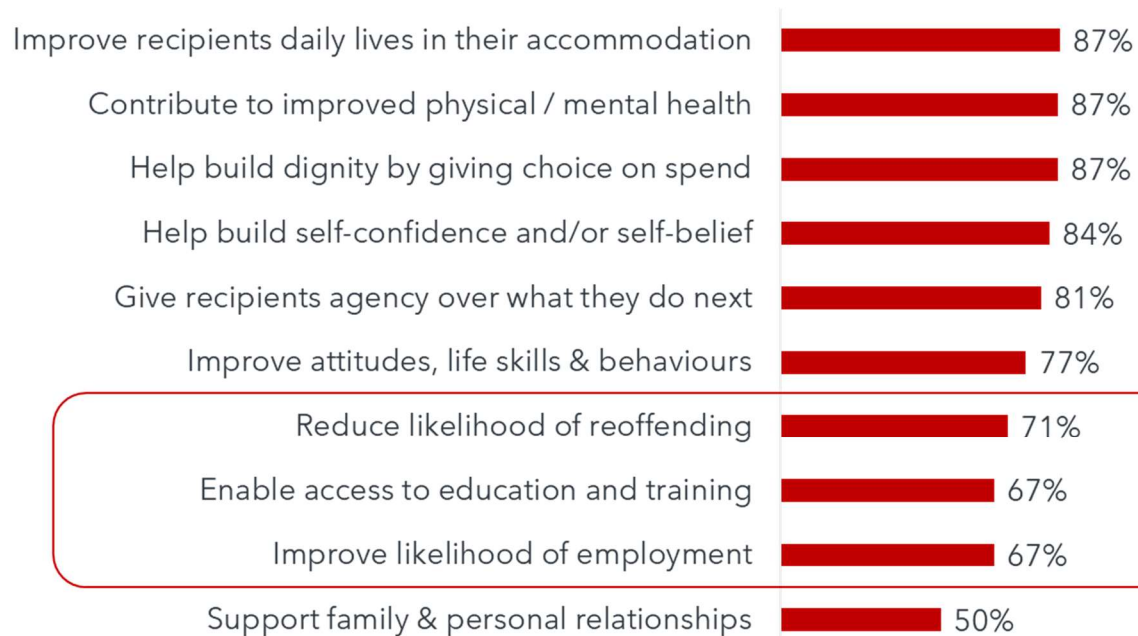 Improve recipients daily lives in their accommodation 87%
Contribute to improved physical / mental health 87%
Help build dignity by giving choice on spend 87%
Help build self-confidence and/or self-belief 84%
Give recipients agency over what they do next 81%
Improve attitudes, life skills & behaviours 77%
Reduce likelihood of reoffending 71%
Enable access to education and training 67%
Improve likelihood of employment 67%
Support family & personal relationships 50%